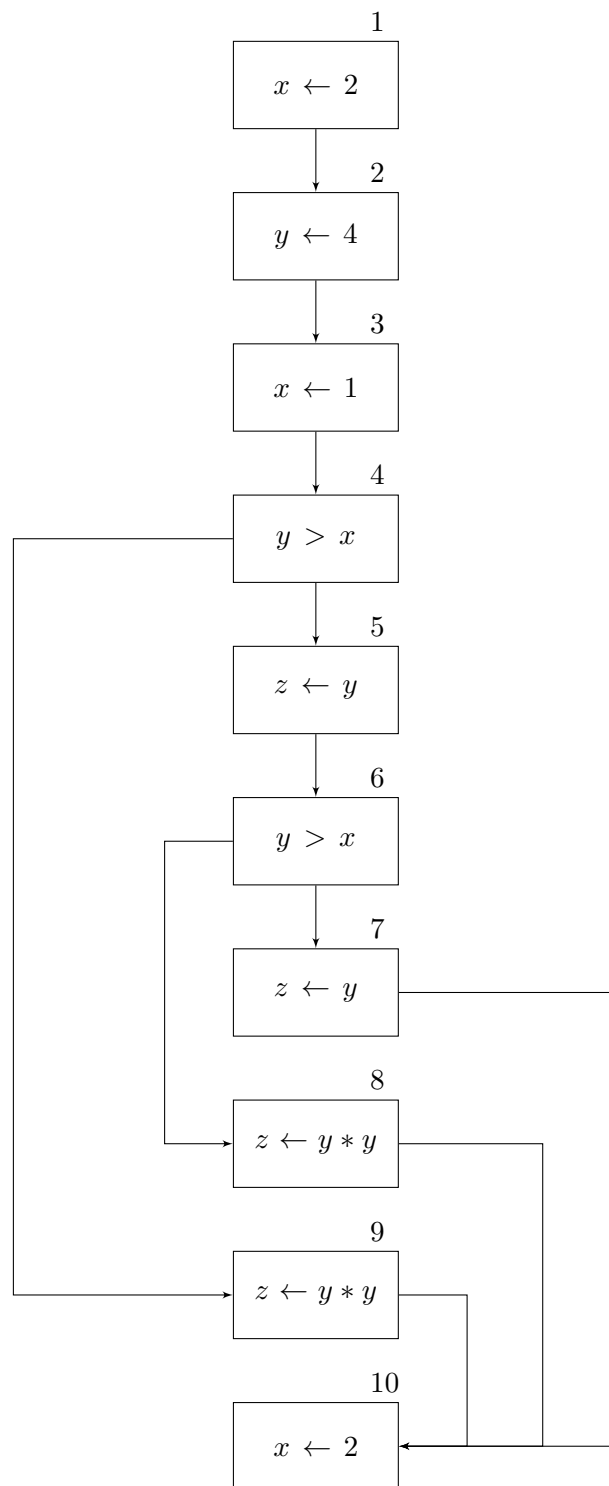 1
x ← 2
2
y ← 4
3
x ← 1
4
y > x
5
z ← y
6
y > x
7
z ← y
8
z ← y ∗ y
9
z ← y ∗ y
10
x ← 2